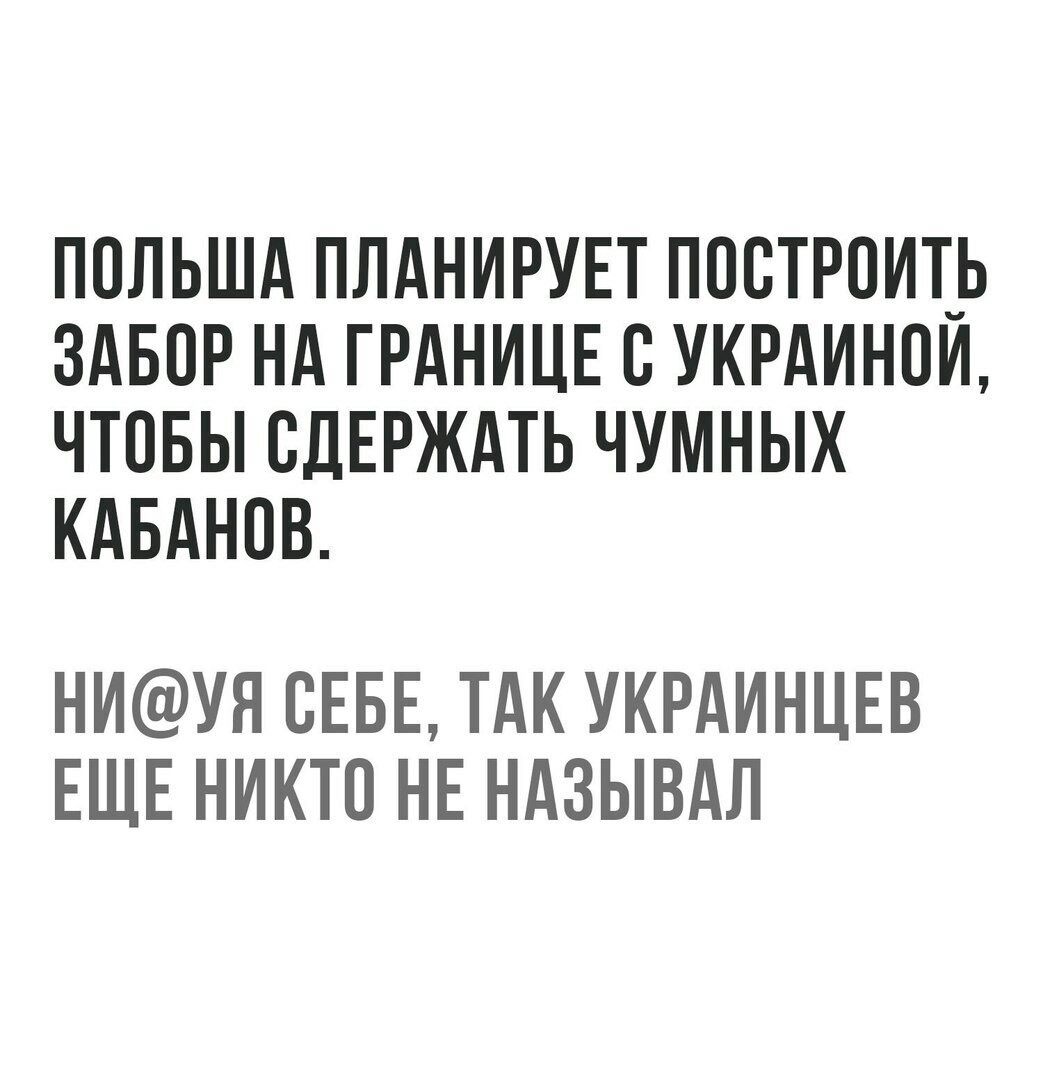 ПОЛЬША ПЛАНИРУЕТ ПОСТРОИТЬ
ЗАБОР НА ГРАНИЦЕ С УКРАИНОЙ,
ЧТОБЫ СДЕРЖАТЬ ЧУМНЫХ
КАБАНОВ.
НИ@УЯ СЕБЕ, ТАК УКРАИНЦЕВ
ЕЩЕ НИКТО НЕ НАЗЫВАЛ